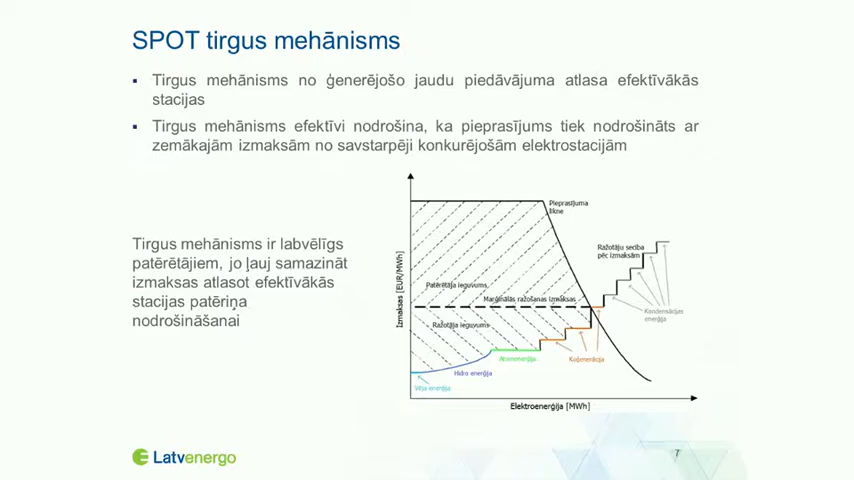 SPOT tirgus mehānisms
▪ Tirgus mehānisms no ģenerējošo jaudu piedāvājuma atlasa efektīvākās
stacijas
▪ Tirgus mehānisms efektīvi nodrošina, ka pieprasījums tiek nodrošināts ar
zemākajām izmaksām no savstarpēji konkurējošām elektrostacijām
Tirgus mehānisms ir labvēlīgs
patērētājiem, jo ļauj samazināt
izmaksas atlasot efektīvākās
stacijas patēriņa
nodrošināšanai
Izmaksas [EUR/MWh]
Pieprasījuma
līkne
Ražotāju secība
pēc izmaksām
Patērētāja ieguvums
Marginālās ražošanas izmaksas
Kondensācijas
enerģija
Ražotāja ieguvums
Atomenerģija
Koģenerācija
Hidro enerģija
Vēja enerģija
Elektroenerģija [MWh]
Latvenergo
7